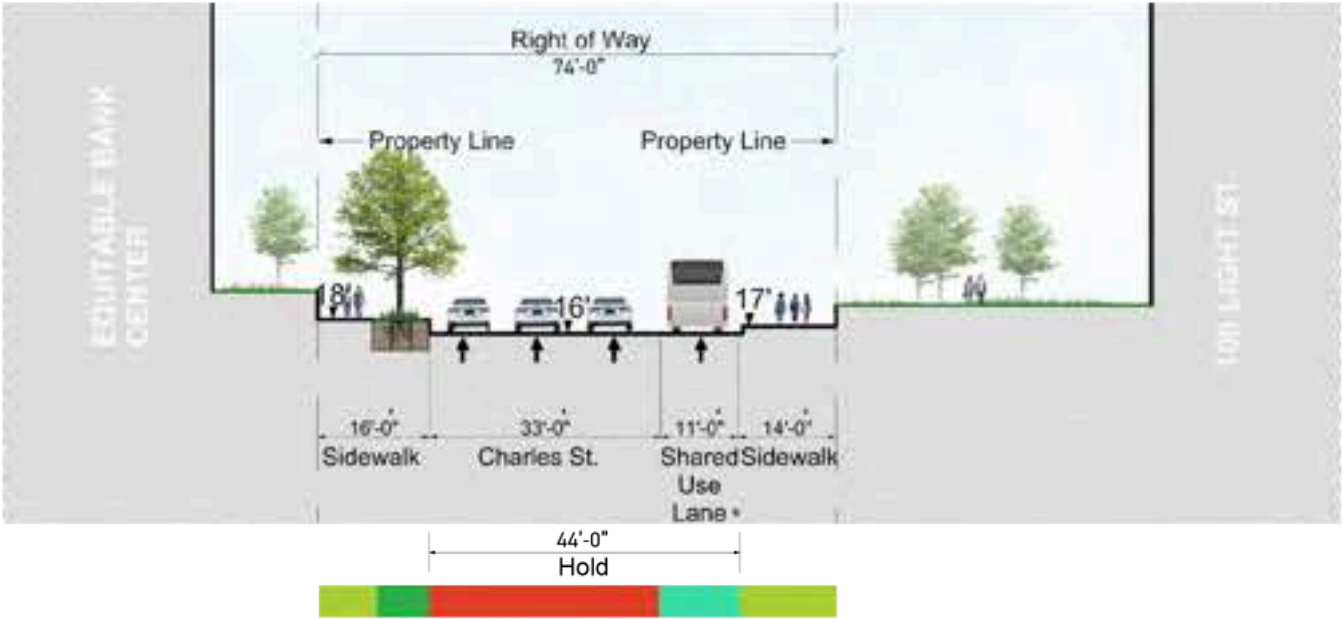 Right of Way
74'-0"
Property Line
Property Line
EQUITABLE BANK
CENTER
100 LIGHT ST.
18'
16'
17'
16'-0"
33'-0"
11'-0"
14'-0"
Sidewalk
Charles St.
Shared
Use
Lane
Sidewalk
44'-0"
Hold